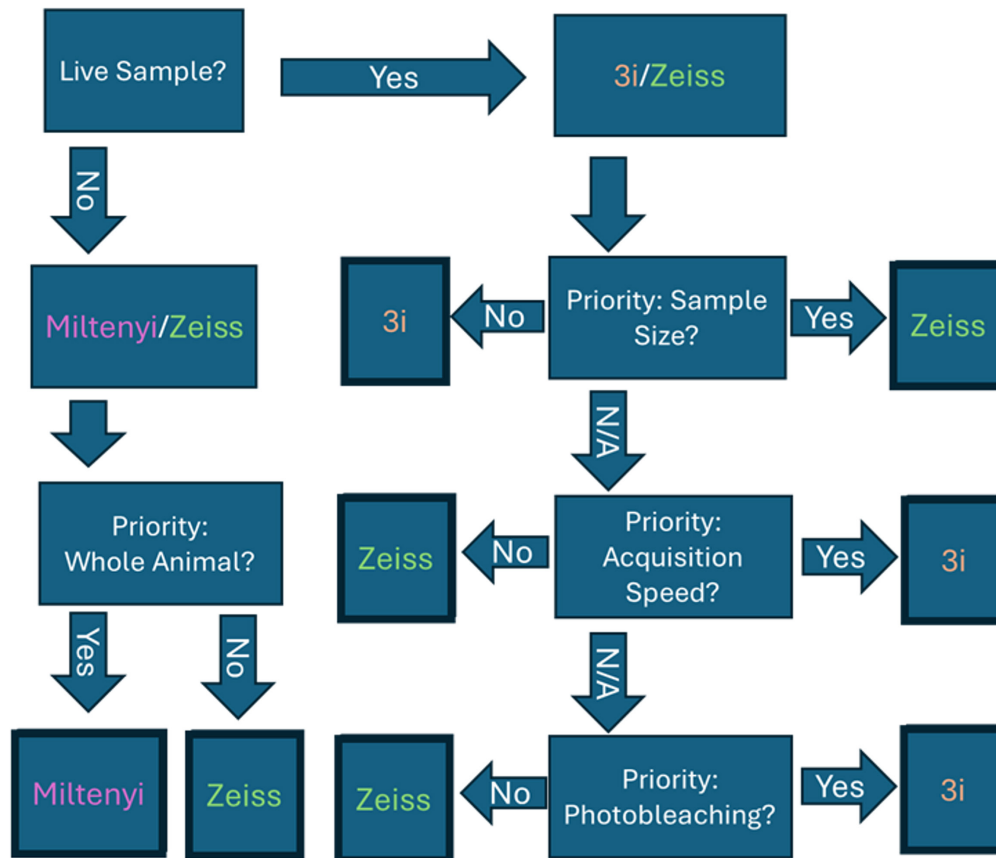 Live Sample?
Yes
3i/Zeiss
No
Miltenyi/Zeiss
3i
No
Priority: Sample
Size?
Yes
Zeiss
N/A
Priority:
Whole Animal?
Zeiss
No
Priority:
Acquisition
Speed?
Yes
3i
Yes
No
N/A
Miltenyi
Zeiss
Zeiss
No
Priority:
Photobleaching?
Yes
3i